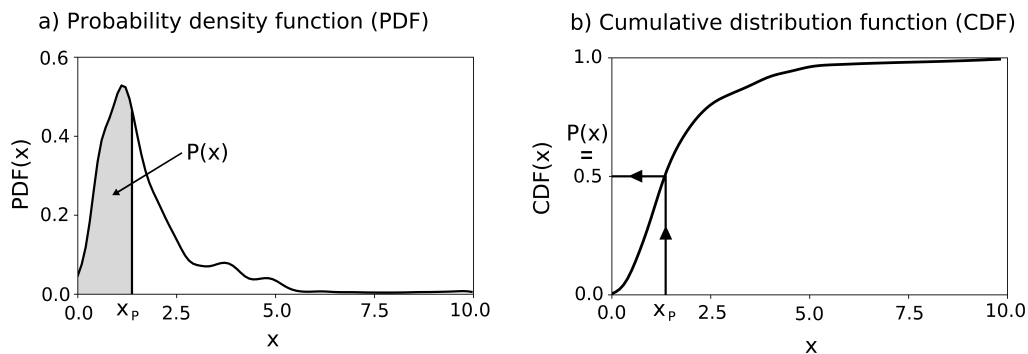 a) Probability density function (PDF)
0.6
0.4
0.2
0.0
PDF(x)
P(x)
0.0
xP
2.5
5.0
7.5
10.0
x
b) Cumulative distribution function (CDF)
1.0
P(x)
=
0.5
0.0
CDF(x)
0.0
xP
2.5
5.0
7.5
10.0
x